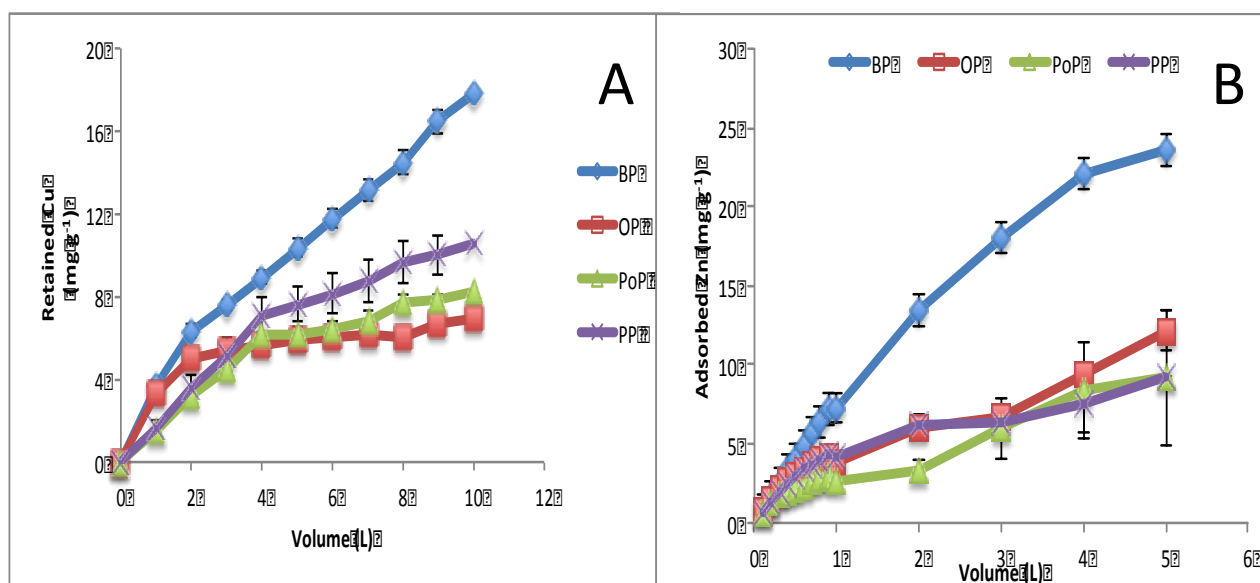 A
Retained Cu
(mg g-1)
20
16
12
8
4
0
0 2 4 6 8 10 12
Volume (L)
BP
OP
PoP
PP
B
BP OP PoP PP
Adsorbed Zn (mg g-1)
30
25
20
15
10
5
0
0 1 2 3 4 5 6
Volume (L)